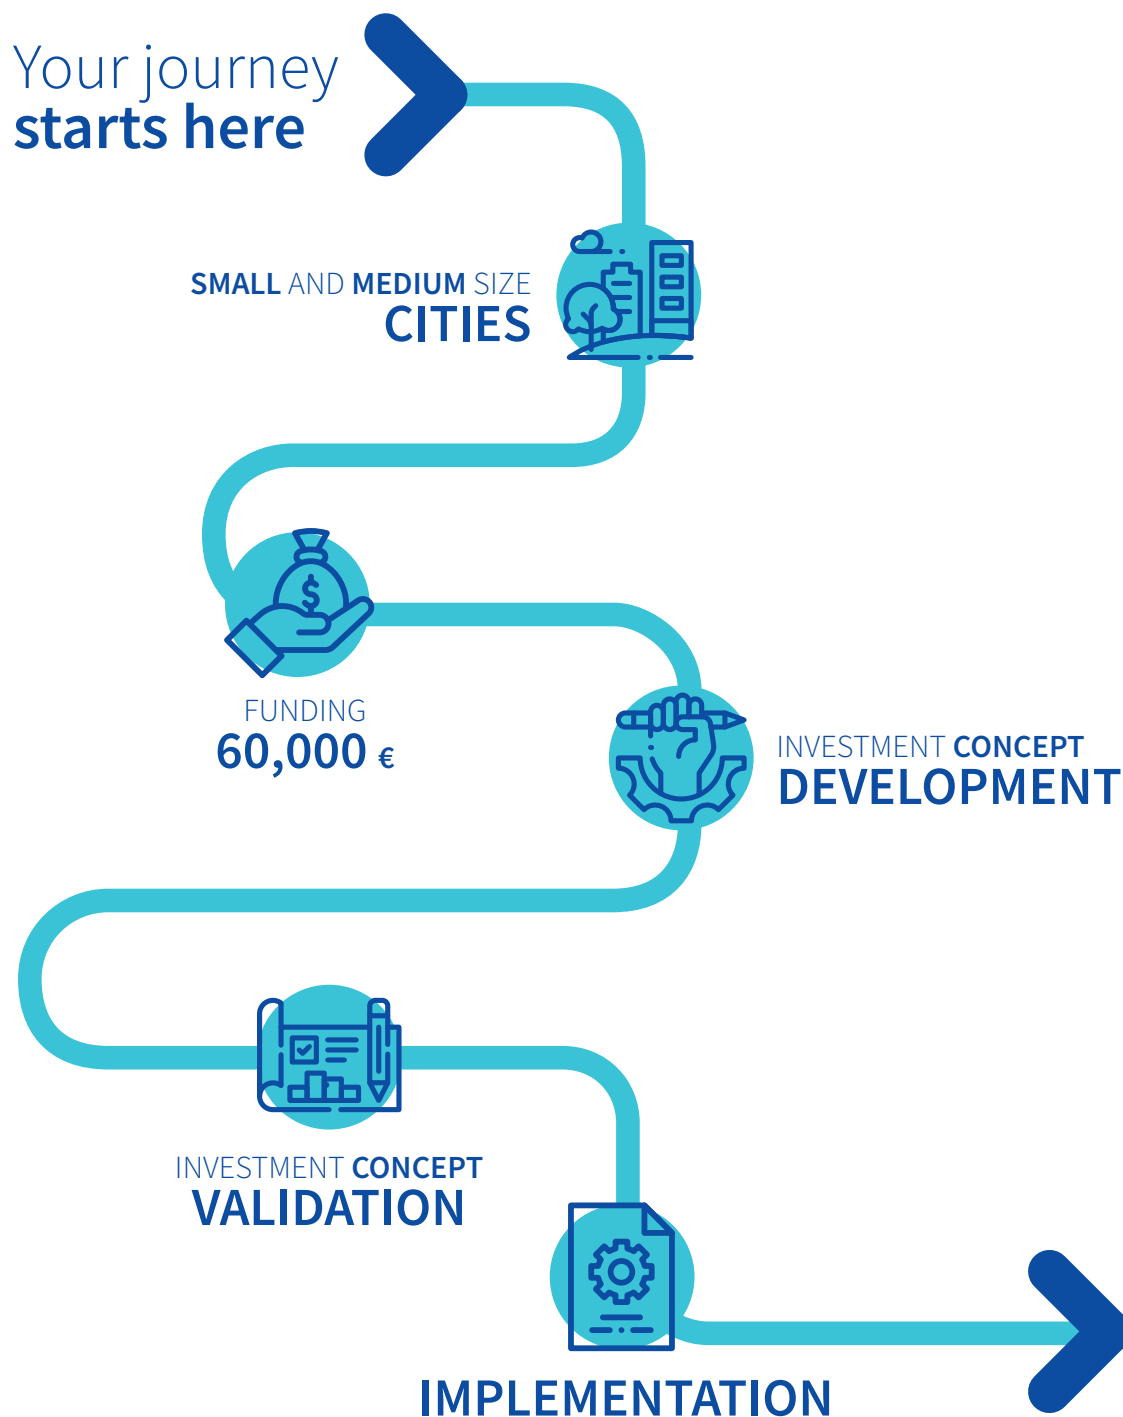 Your journey
starts here
SMALL AND MEDIUM SIZE
CITIES
$
FUNDING
60,000 €
INVESTMENT CONCEPT
DEVELOPMENT
INVESTMENT CONCEPT
VALIDATION
IMPLEMENTATION